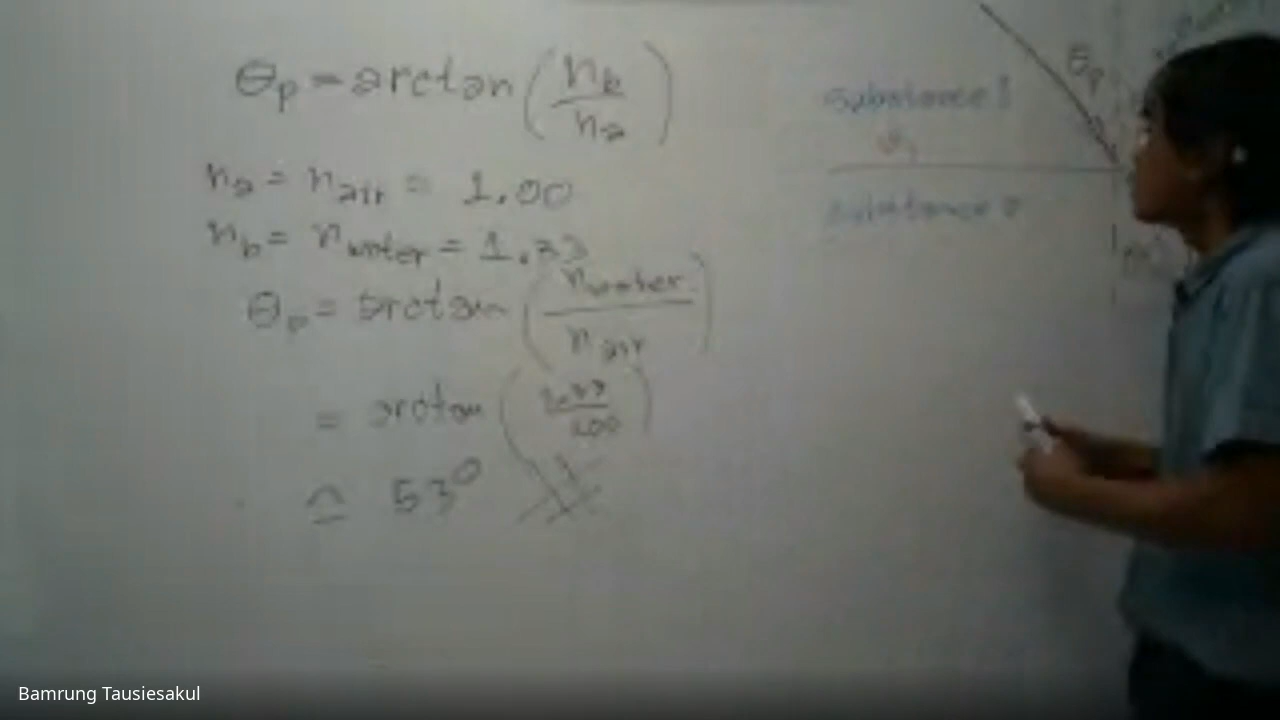 θp = arctan (nb/na)
na = nair = 1.00
nb = nwater = 1.33
θp = arctan (nwater/nair)
= arctan (1.33/1.00)
≃ 53°
θp
substance 1
substance 2
Bamrung Tausiesakul